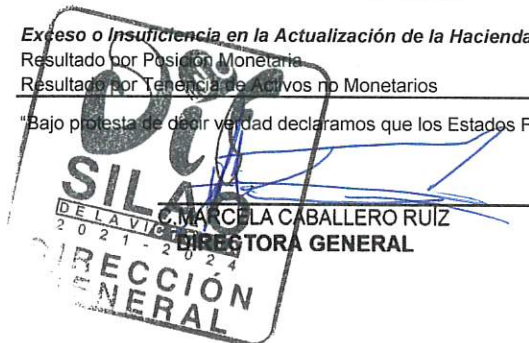 Exceso o Insuficiencia en la Actualización de la Hacienda
Resultado por Posición Monetaria
Resultado por Tenencia de Activos no Monetarios
"Bajo protesta de decir verdad declaramos que los Estados F
dif
SILAO
DE LA VICTORIA
2021-2024
DIRECCIÓN
GENERAL
C.MARCELA CABALLERO RUÍZ
DIRECTORA GENERAL